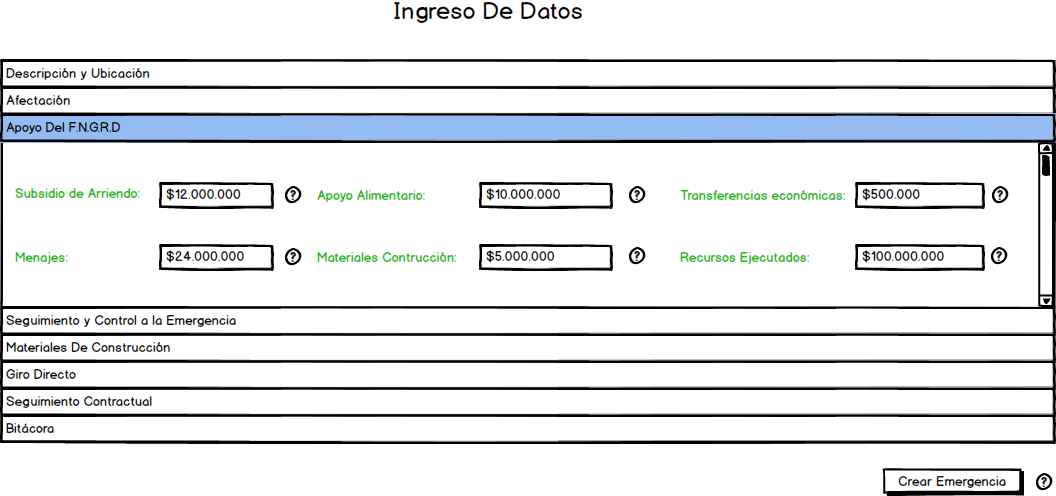 Ingreso De Datos
Descripción y Ubicación
Afectación
Apoyo Del F.N.G.R.D
Subsidio de Arriendo: $12.000.000 ? Apoyo Alimentario: $10.000.000 ? Transferencias económicas: $500.000 ?
Menajes: $24.000.000 ? Materiales Contrucción: $5.000.000 ? Recursos Ejecutados: $100.000.000 ?
Seguimiento y Control a la Emergencia
Materiales De Construcción
Giro Directo
Seguimiento Contractual
Bitácora
Crear Emergencia ?